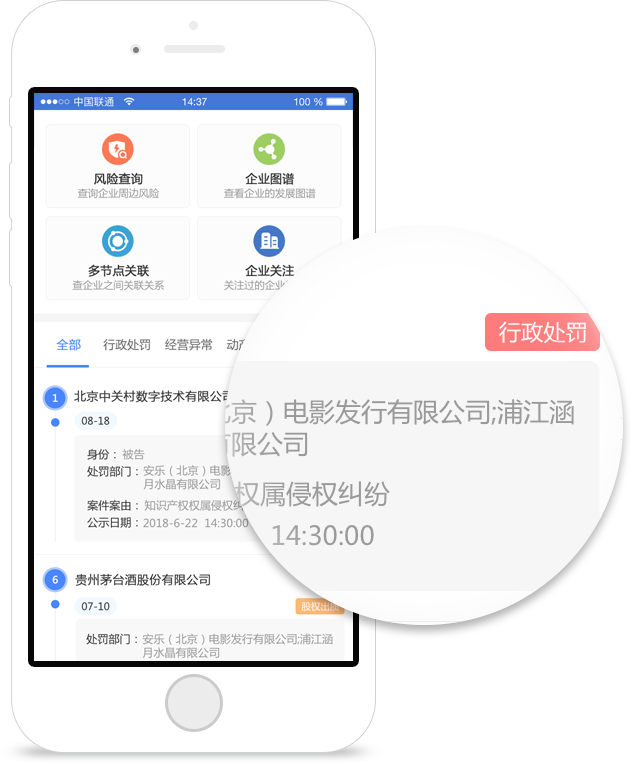 中国联通 14:37 100 %
风险查询 企业图谱
查询企业周边风险 查看企业的发展图谱
多节点关联 企业关注
查企业之间关联关系 关注过的企业
全部 行政处罚 经营异常
行政处罚
1 北京中关村数字技术有限公司
08-18
身份：被告
处罚部门：安乐（北京）电影
月水晶有限公司
案件案由：知识产权权属侵权纠
公示日期：2018-6-22 14:30:00
京）电影发行有限公司;浦江涵
限公司
权属侵权纠纷
14:30:00
6 贵州茅台酒股份有限公司
07-10 股权出
处罚部门：安乐（北京）电影发行有限公司;浦江涵
月水晶有限公司